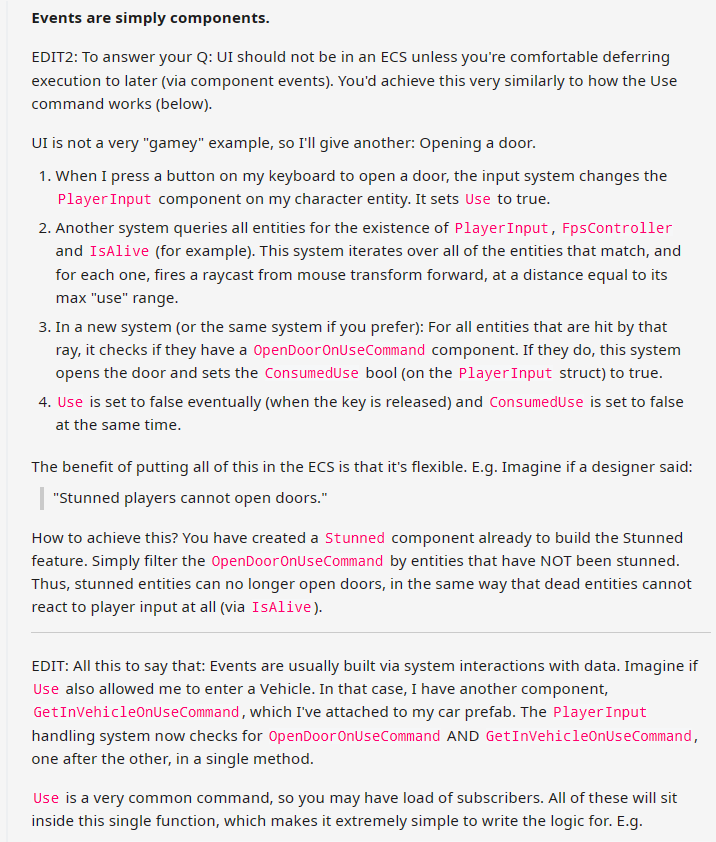 Events are simply components.
EDIT2: To answer your Q: UI should not be in an ECS unless you're comfortable deferring
execution to later (via component events). You'd achieve this very similarly to how the Use
command works (below).
UI is not a very "gamey" example, so I'll give another: Opening a door.
1. When I press a button on my keyboard to open a door, the input system changes the
PlayerInput component on my character entity. It sets Use to true.
2. Another system queries all entities for the existence of PlayerInput, FpsController
and IsAlive (for example). This system iterates over all of the entities that match, and
for each one, fires a raycast from mouse transform forward, at a distance equal to its
max "use" range.
3. In a new system (or the same system if you prefer): For all entities that are hit by that
ray, it checks if they have a OpenDoorOnUseCommand component. If they do, this system
opens the door and sets the ConsumedUse bool (on the PlayerInput struct) to true.
4. Use is set to false eventually (when the key is released) and ConsumedUse is set to false
at the same time.
The benefit of putting all of this in the ECS is that it's flexible. E.g. Imagine if a designer said:
"Stunned players cannot open doors."
How to achieve this? You have created a Stunned component already to build the Stunned
feature. Simply filter the OpenDoorOnUseCommand by entities that have NOT been stunned.
Thus, stunned entities can no longer open doors, in the same way that dead entities cannot
react to player input at all (via IsAlive).
EDIT: All this to say that: Events are usually built via system interactions with data. Imagine if
Use also allowed me to enter a Vehicle. In that case, I have another component,
GetInVehicleOnUseCommand, which I've attached to my car prefab. The PlayerInput
handling system now checks for OpenDoorOnUseCommand AND GetInVehicleOnUseCommand,
one after the other, in a single method.
Use is a very common command, so you may have load of subscribers. All of these will sit
inside this single function, which makes it extremely simple to write the logic for. E.g.